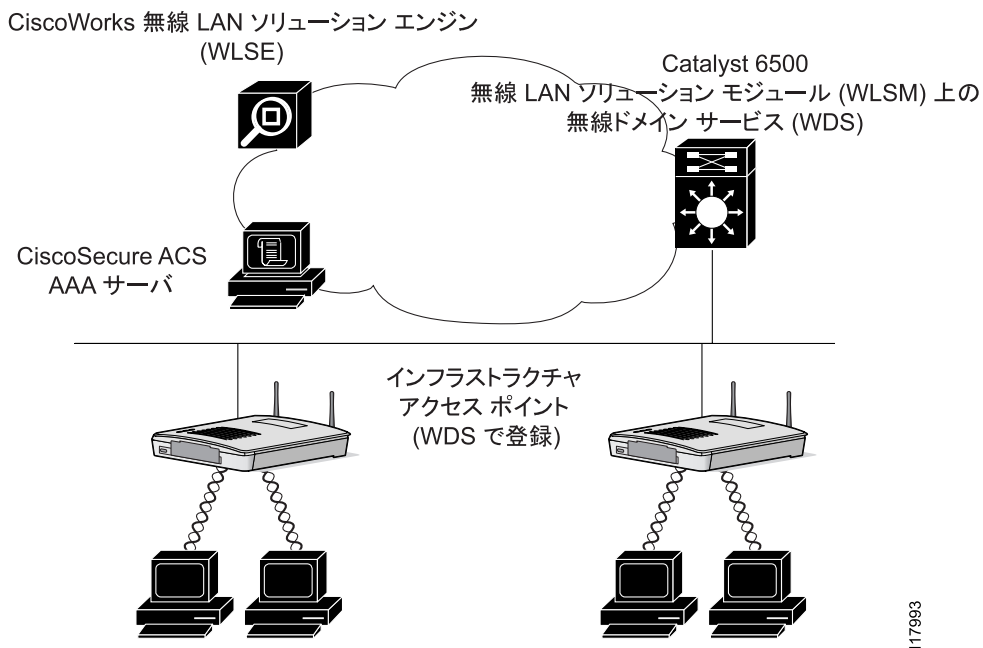 CiscoWorks 無線 LAN ソリューション エンジン
(WLSE)
Catalyst 6500
無線 LAN ソリューション モジュール (WLSM) 上の
無線ドメイン サービス (WDS)
CiscoSecure ACS
AAA サーバ
インフラストラクチャ
アクセス ポイント
(WDS で登録)